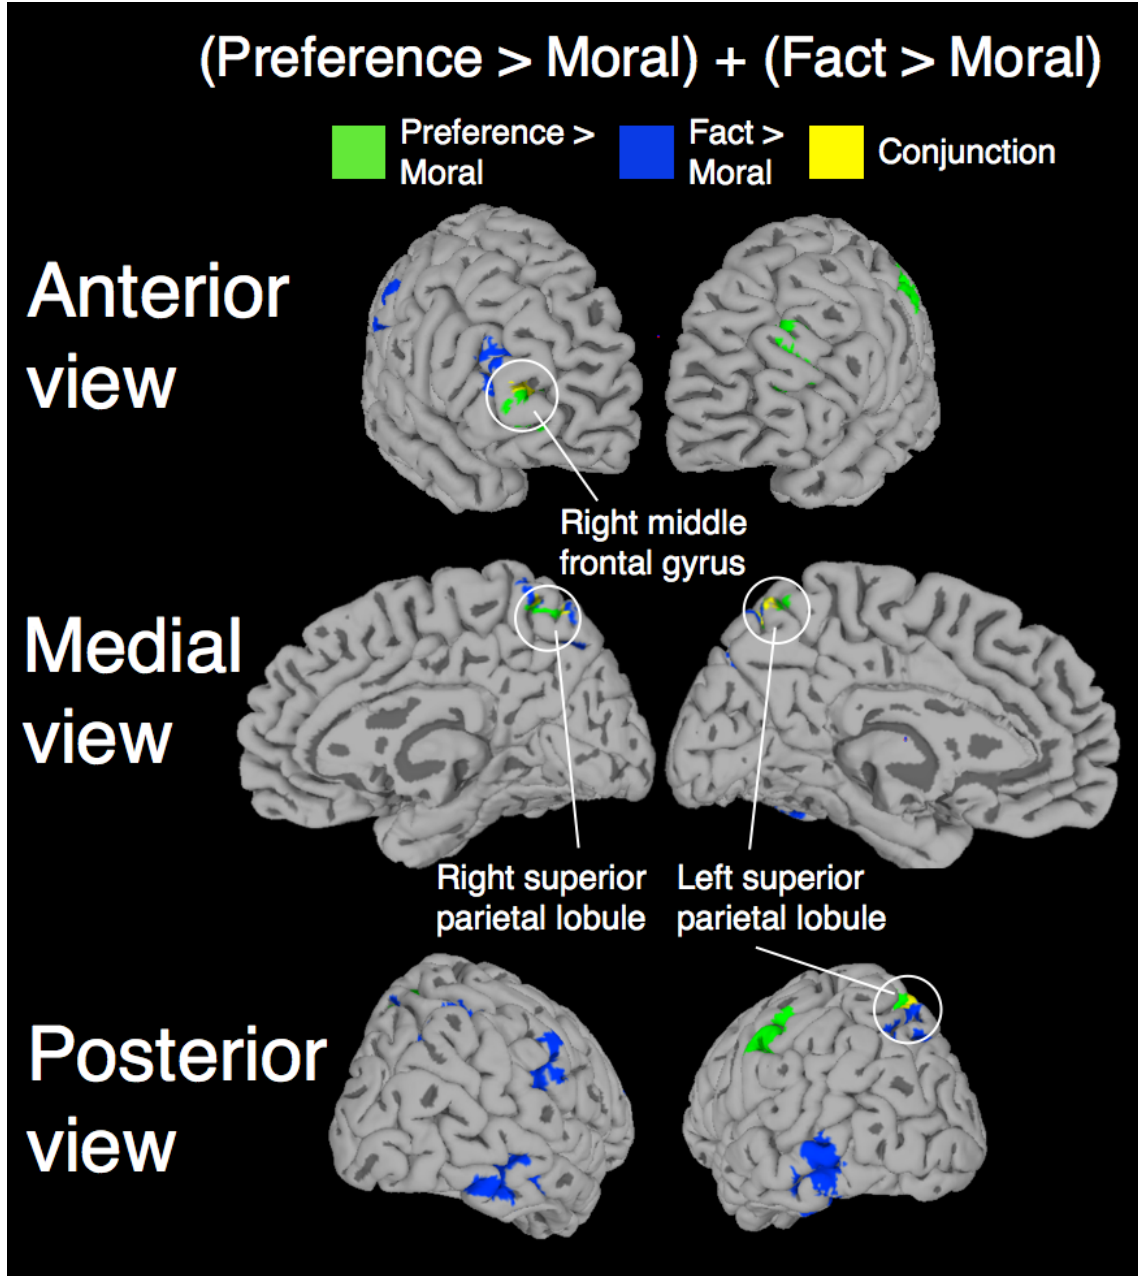 (Preference > Moral) + (Fact > Moral)
Preference >
Moral
Fact >
Moral
Conjunction
Anterior
view
Right middle
frontal gyrus
Medial
view
Right superior
parietal lobule
Left superior
parietal lobule
Posterior
view